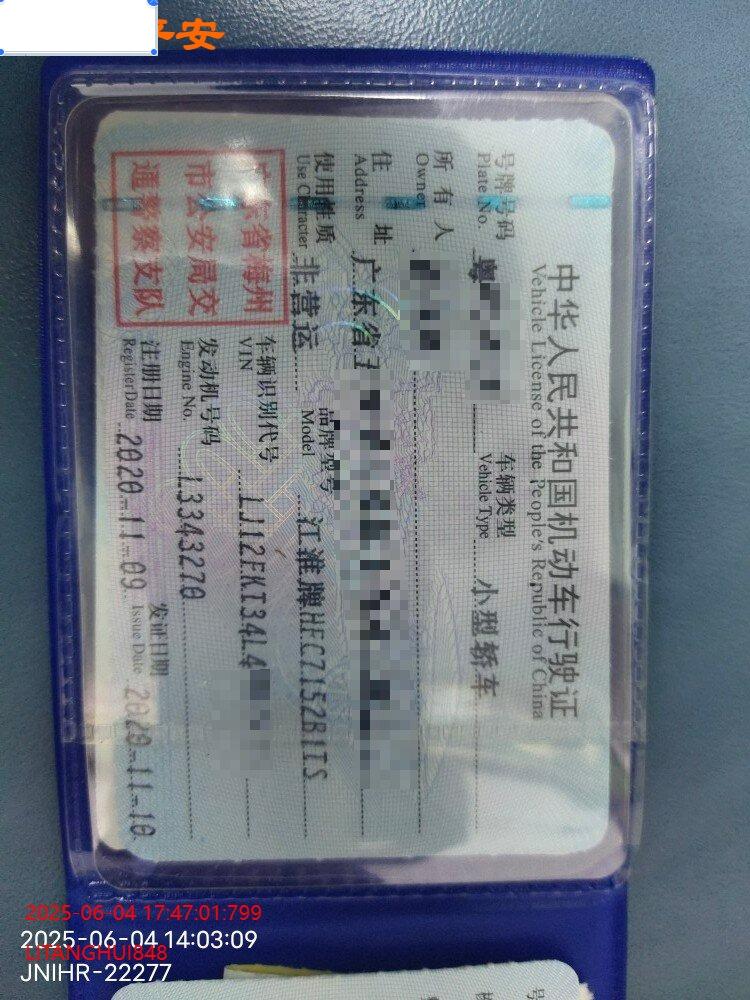 平安
中华人民共和国机动车行驶证
Vehicle License of the People's Republic of China
号牌号码 粤 车辆类型 小型轿车
Plate No. Vehicle Type
所有人
Owner
住址 广东省
Address
使用性质 非营运 品牌型号 江淮牌HFC7152B1TS
Use Character Model
广东省梅州
市公安局交
通警察支队
车辆识别代号 LJ12FKT34L4
VIN
发动机号码 L3343270
Engine No.
注册日期 2020-11-09 发证日期 2020-11-10
Register Date Issue Date
2025-06-04 17:47:01:799
2025-06-04 14:03:09
LITANGHUI848
JNIHR-22277